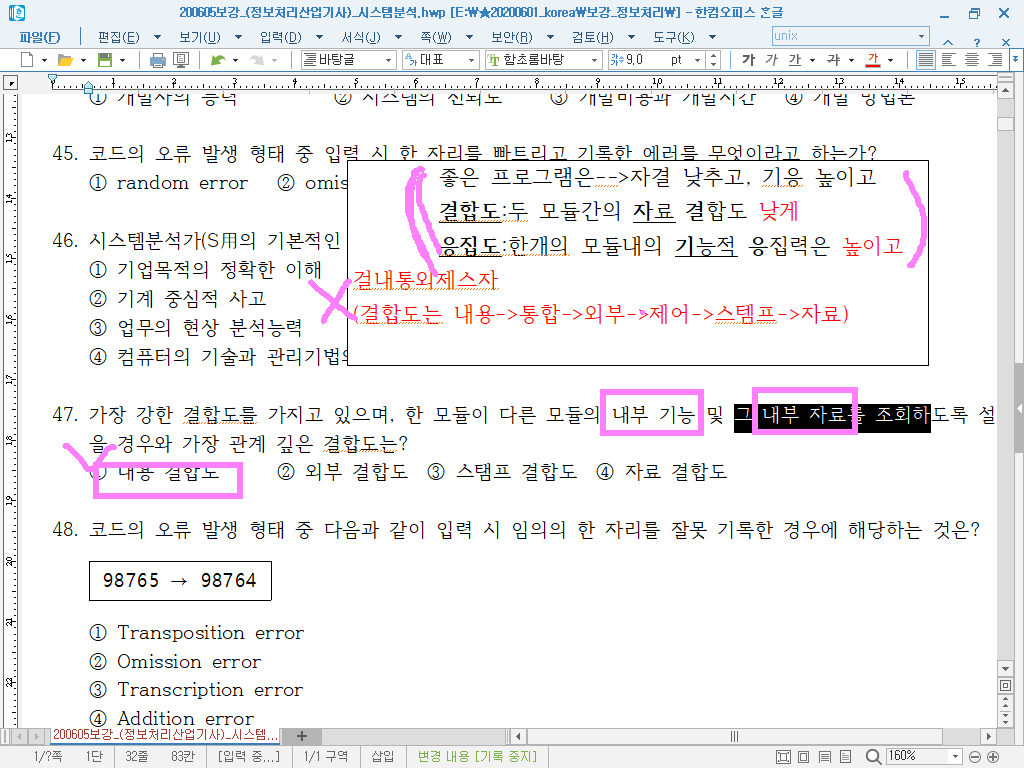 200605보강_(정보처리산업기사)_시스템분석.hwp [E:₩★20200601_korea₩보강_정보처리₩] - 한컴오피스 흔글
파일(F) 편집(E) 보기(U) 입력(D) 서식(J) 쪽(W) 보안(R) 검토(H) 도구(K) unix
바탕글 대표 함초롬바탕 9,0 pt 가 가 가 가 가
1 2 3 4 5 6 7 8 9 10 11 12 13 14 15
① 개발자의 능력 ② 시스템의 신뢰도 ③ 개발비용과 개발시간 ④ 개발 방법론
45. 코드의 오류 발생 형태 중 입력 시 한 자리를 빠트리고 기록한 에러를 무엇이라고 하는가?
① random error ② omis
좋은 프로그램은-->자결 낮추고, 기응 높이고
결합도:두 모듈간의 자료 결합도 낮게
응집도:한개의 모듈내의 기능적 응집력은 높이고
걸내통외제스자
(결합도는 내용->통합->외부->제어->스템프->자료)
46. 시스템분석가(S用의 기본적인
① 기업목적의 정확한 이해
② 기계 중심적 사고
③ 업무의 현상 분석능력
④ 컴퓨터의 기술과 관리기법의
47. 가장 강한 결합도를 가지고 있으며, 한 모듈이 다른 모듈의 내부 기능 및 그 내부 자료를 조회하도록 설
을 경우와 가장 관계 깊은 결합도는?
① 내용 결합도 ② 외부 결합도 ③ 스탬프 결합도 ④ 자료 결합도
48. 코드의 오류 발생 형태 중 다음과 같이 입력 시 임의의 한 자리를 잘못 기록한 경우에 해당하는 것은?
98765 → 98764
① Transposition error
② Omission error
③ Transcription error
④ Addition error
200605보강_(정보처리산업기사)_시스템...
1/?쪽 1단 32줄 83칸 [입력 중...] 1/1 구역 삽입 변경 내용 [기록 중지] 160%